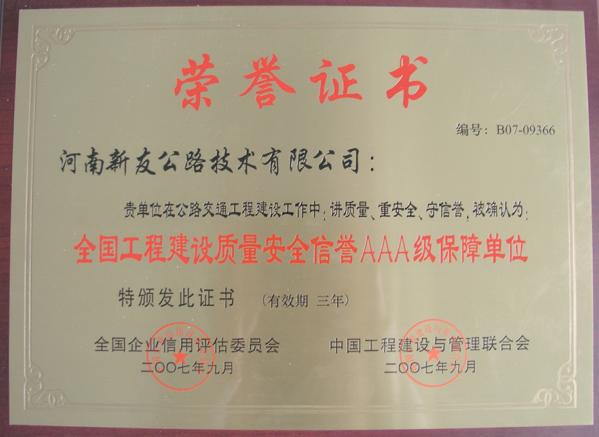 荣誉证书
编号：B07-09366
河南新友公路技术有限公司：
贵单位在公路交通工程建设工作中：讲质量、重安全、守信誉，被确认为：
全国工程建设质量安全信誉AAA级保障单位
特颁发此证书 （有效期 三年）
全国企业信用评估委员会 中国工程建设与管理联合会
二〇〇七年九月 二〇〇七年九月